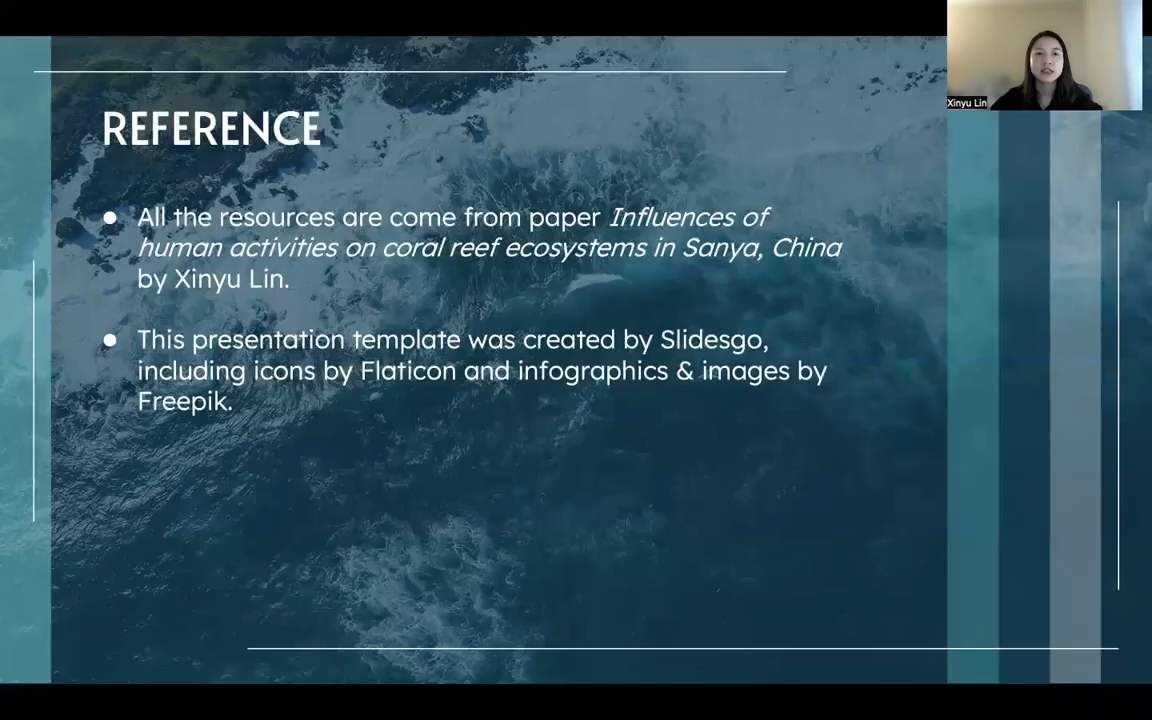 Xinyu Lin
REFERENCE
● All the resources are come from paper Influences of
human activities on coral reef ecosystems in Sanya, China
by Xinyu Lin.
● This presentation template was created by Slidesgo,
including icons by Flaticon and infographics & images by
Freepik.